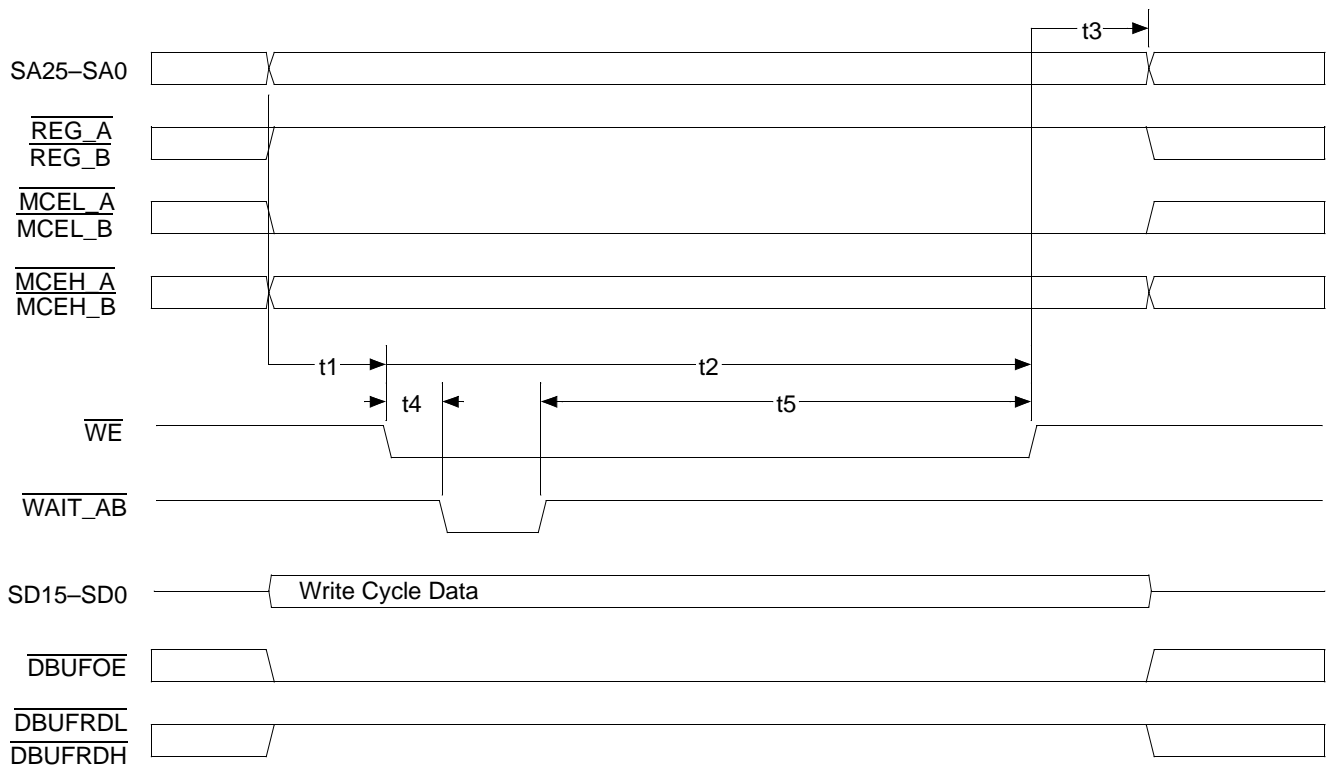 t3
SA25–SA0
REG_A
REG_B
MCEL_A
MCEL_B
MCEH_A
MCEH_B
t1
t2
t4
t5
WE
WAIT_AB
SD15–SD0
Write Cycle Data
DBUFOE
DBUFRDL
DBUFRDH